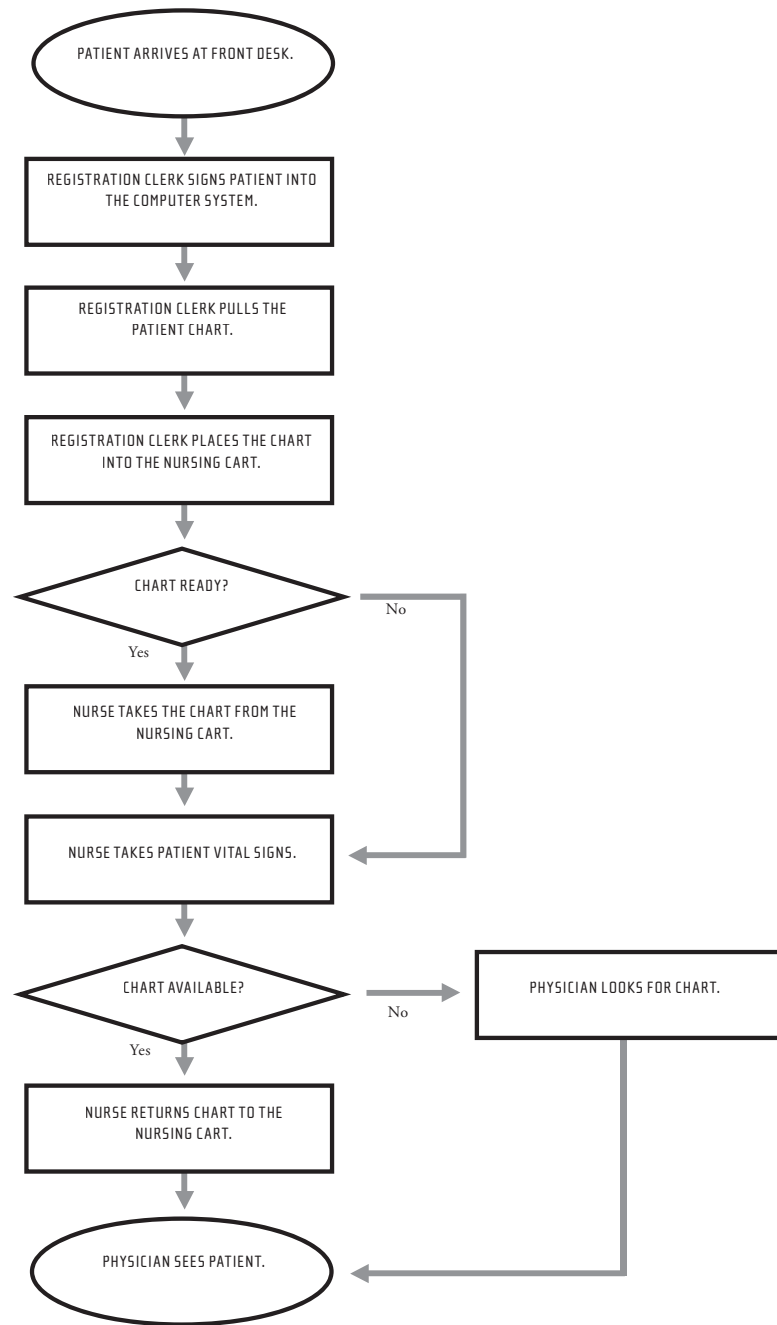 PATIENT ARRIVES AT FRONT DESK.
REGISTRATION CLERK SIGNS PATIENT INTO
THE COMPUTER SYSTEM.
REGISTRATION CLERK PULLS THE
PATIENT CHART.
REGISTRATION CLERK PLACES THE CHART
INTO THE NURSING CART.
CHART READY?
No
Yes
NURSE TAKES THE CHART FROM THE
NURSING CART.
NURSE TAKES PATIENT VITAL SIGNS.
CHART AVAILABLE?
No
PHYSICIAN LOOKS FOR CHART.
Yes
NURSE RETURNS CHART TO THE
NURSING CART.
PHYSICIAN SEES PATIENT.